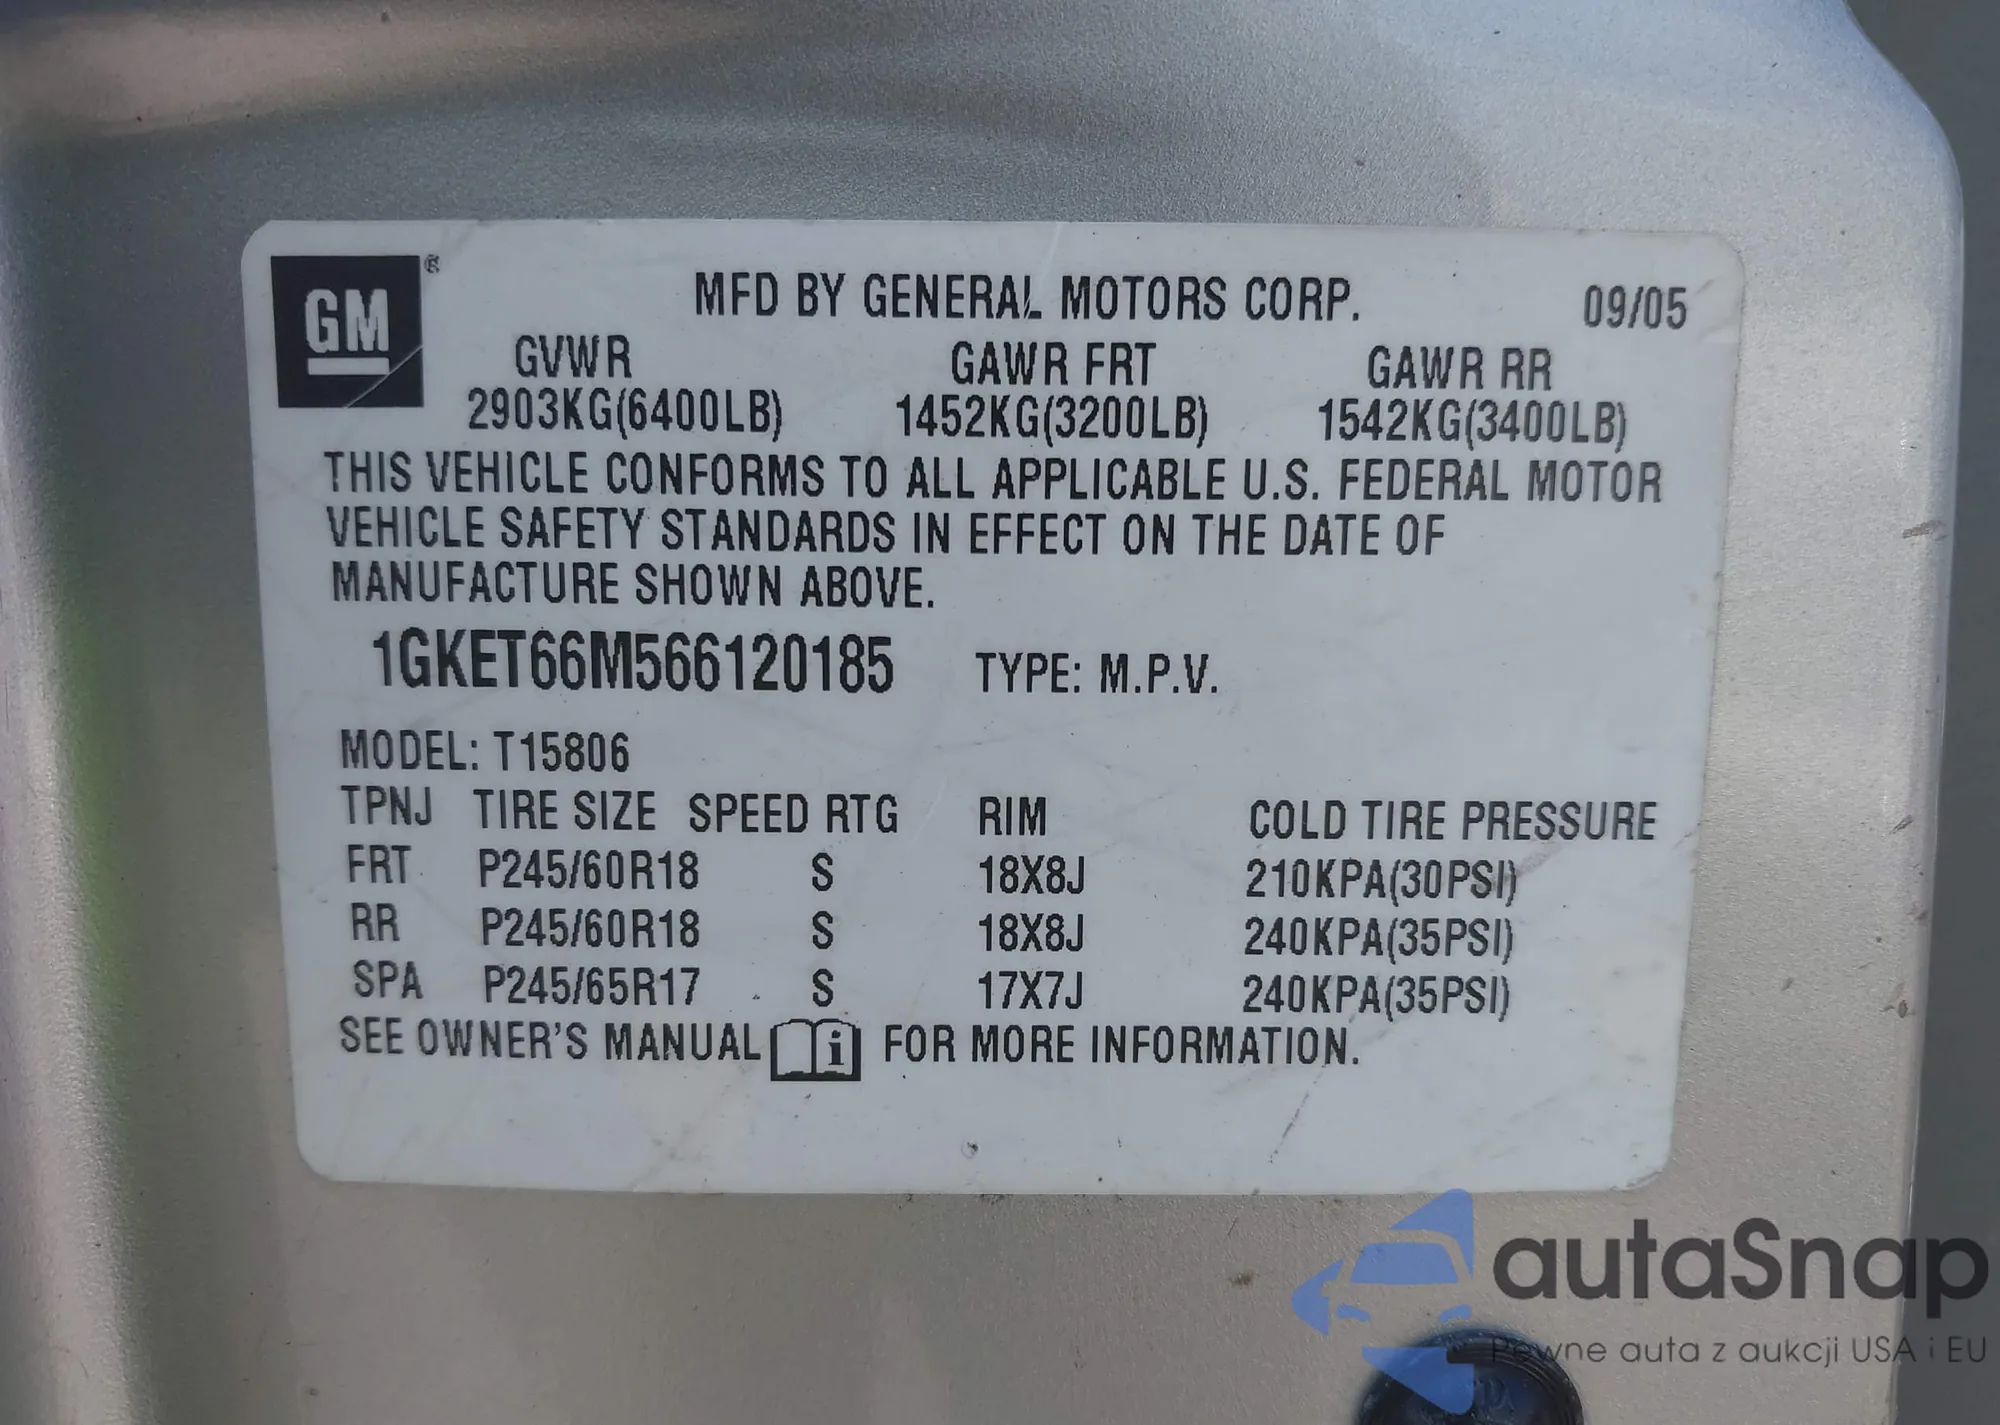 GM ®
MFD BY GENERAL MOTORS CORP. 09/05
GVWR GAWR FRT GAWR RR
2903KG(6400LB) 1452KG(3200LB) 1542KG(3400LB)
THIS VEHICLE CONFORMS TO ALL APPLICABLE U.S. FEDERAL MOTOR
VEHICLE SAFETY STANDARDS IN EFFECT ON THE DATE OF
MANUFACTURE SHOWN ABOVE.
1GKET66M566120185 TYPE: M.P.V.
MODEL: T15806
TPNJ TIRE SIZE SPEED RTG RIM COLD TIRE PRESSURE
FRT P245/60R18 S 18X8J 210KPA(30PSI)
RR P245/60R18 S 18X8J 240KPA(35PSI)
SPA P245/65R17 S 17X7J 240KPA(35PSI)
SEE OWNER'S MANUAL i FOR MORE INFORMATION.
autaSnap
Pewne auta z aukcji USA i EU